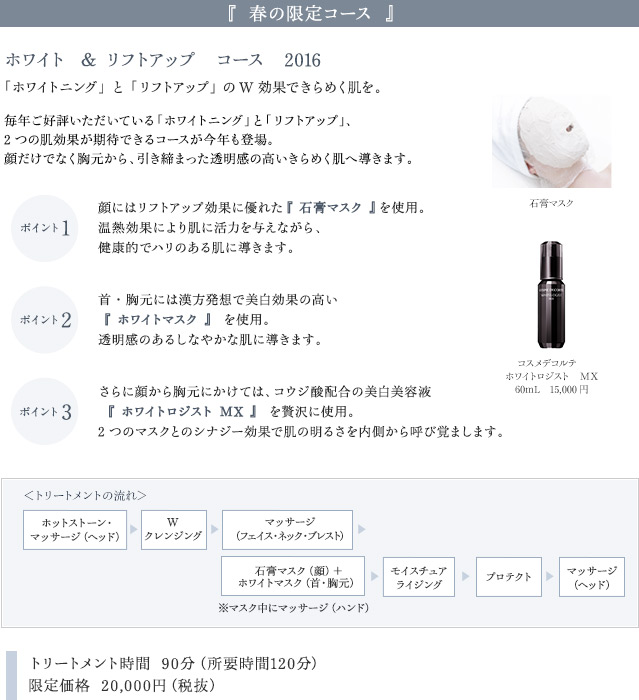 『 春の限定コース 』
ホワイト & リフトアップ コース 2016
「ホワイトニング」と「リフトアップ」のW効果できらめく肌を。
毎年ご好評いただいている「ホワイトニング」と「リフトアップ」、
2つの肌効果が期待できるコースが今年も登場。
顔だけでなく胸元から、引き締まった透明感の高いきらめく肌へ導きます。
石膏マスク
ポイント1
顔にはリフトアップ効果に優れた『 石膏マスク 』を使用。
温熱効果により肌に活力を与えながら、
健康的でハリのある肌に導きます。
ポイント2
首・胸元には漢方発想で美白効果の高い
『 ホワイトマスク 』 を使用。
透明感のあるしなやかな肌に導きます。
コスメデコルテ
ホワイトロジスト MX
60mL 15,000円
ポイント3
さらに顔から胸元にかけては、コウジ酸配合の美白美容液
『 ホワイトロジスト MX 』 を贅沢に使用。
2つのマスクとのシナジー効果で肌の明るさを内側から呼び覚まします。
<トリートメントの流れ>
ホットストーン・
マッサージ(ヘッド)
W
クレンジング
マッサージ
(フェイス・ネック・ブレスト)
石膏マスク(顔)+
ホワイトマスク(首・胸元)
モイスチュア
ライジング
プロテクト
マッサージ
(ヘッド)
※マスク中にマッサージ(ハンド)
トリートメント時間 90分(所要時間120分)
限定価格 20,000円(税抜)